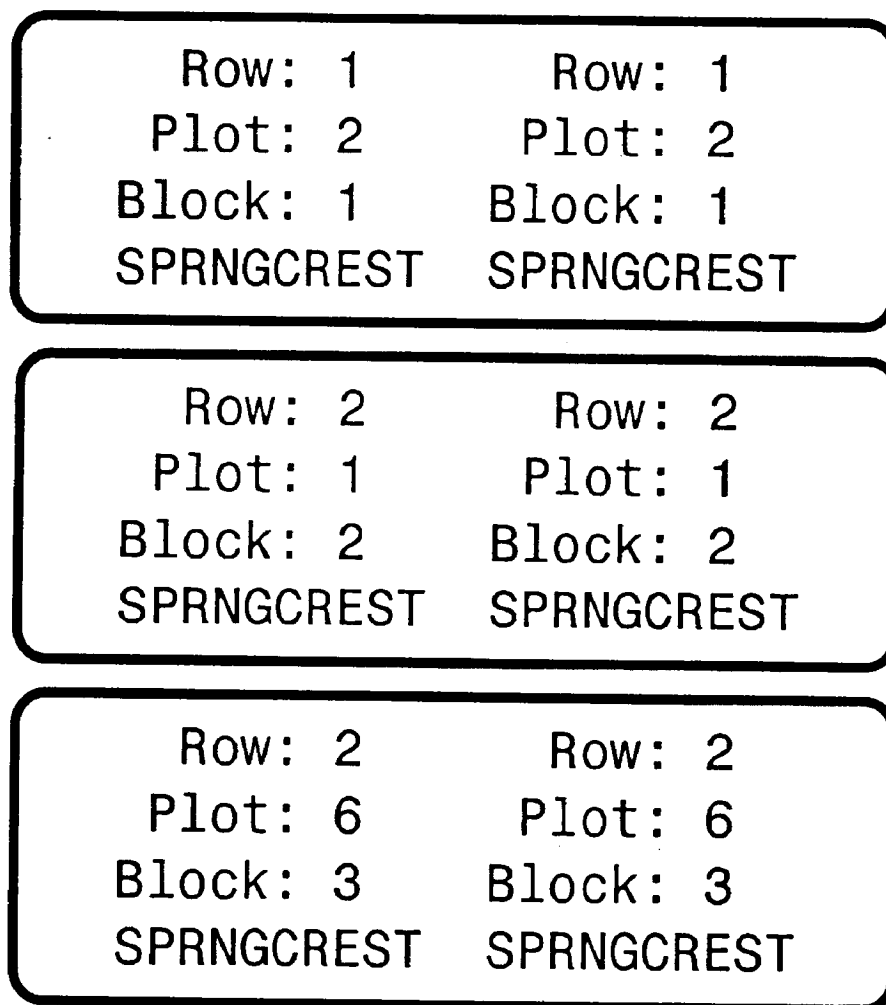 Row: 1 Row: 1
Plot: 2 Plot: 2
Block: 1 Block: 1
SPRNGCREST SPRNGCREST
Row: 2 Row: 2
Plot: 1 Plot: 1
Block: 2 Block: 2
SPRNGCREST SPRNGCREST
Row: 2 Row: 2
Plot: 6 Plot: 6
Block: 3 Block: 3
SPRNGCREST SPRNGCREST